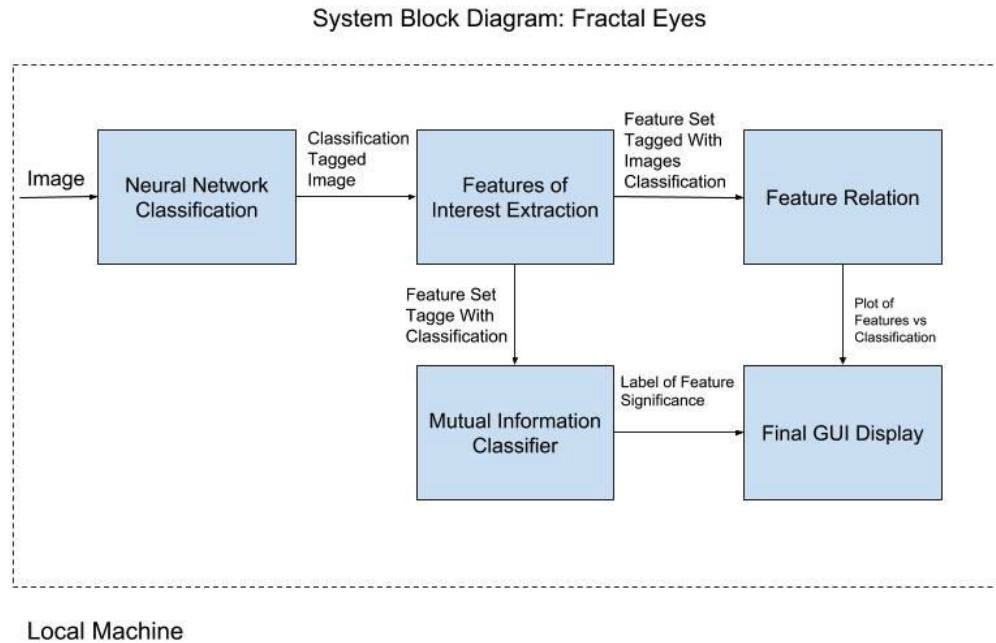 System Block Diagram: Fractal Eyes
Image
Neural Network
Classification
Classification
Tagged
Image
Features of
Interest Extraction
Feature Set
Tagged With
Images
Classification
Feature Relation
Feature Set
Tagge With
Classification
Plot of
Features vs
Classification
Mutual Information
Classifier
Label of Feature
Significance
Final GUI Display
Local Machine